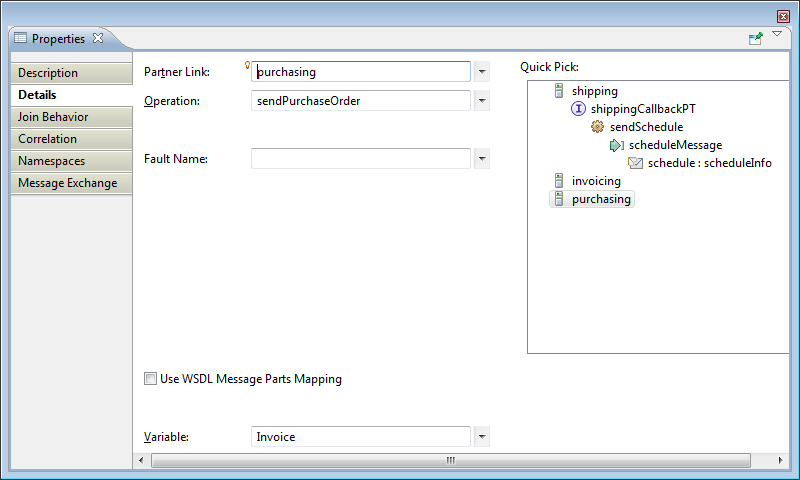 Properties
Description
Details
Join Behavior
Correlation
Namespaces
Message Exchange
Partner Link: purchasing
Operation: sendPurchaseOrder
Fault Name:
Use WSDL Message Parts Mapping
Variable: Invoice
Quick Pick:
shipping
shippingCallbackPT
sendSchedule
scheduleMessage
schedule : scheduleInfo
invoicing
purchasing